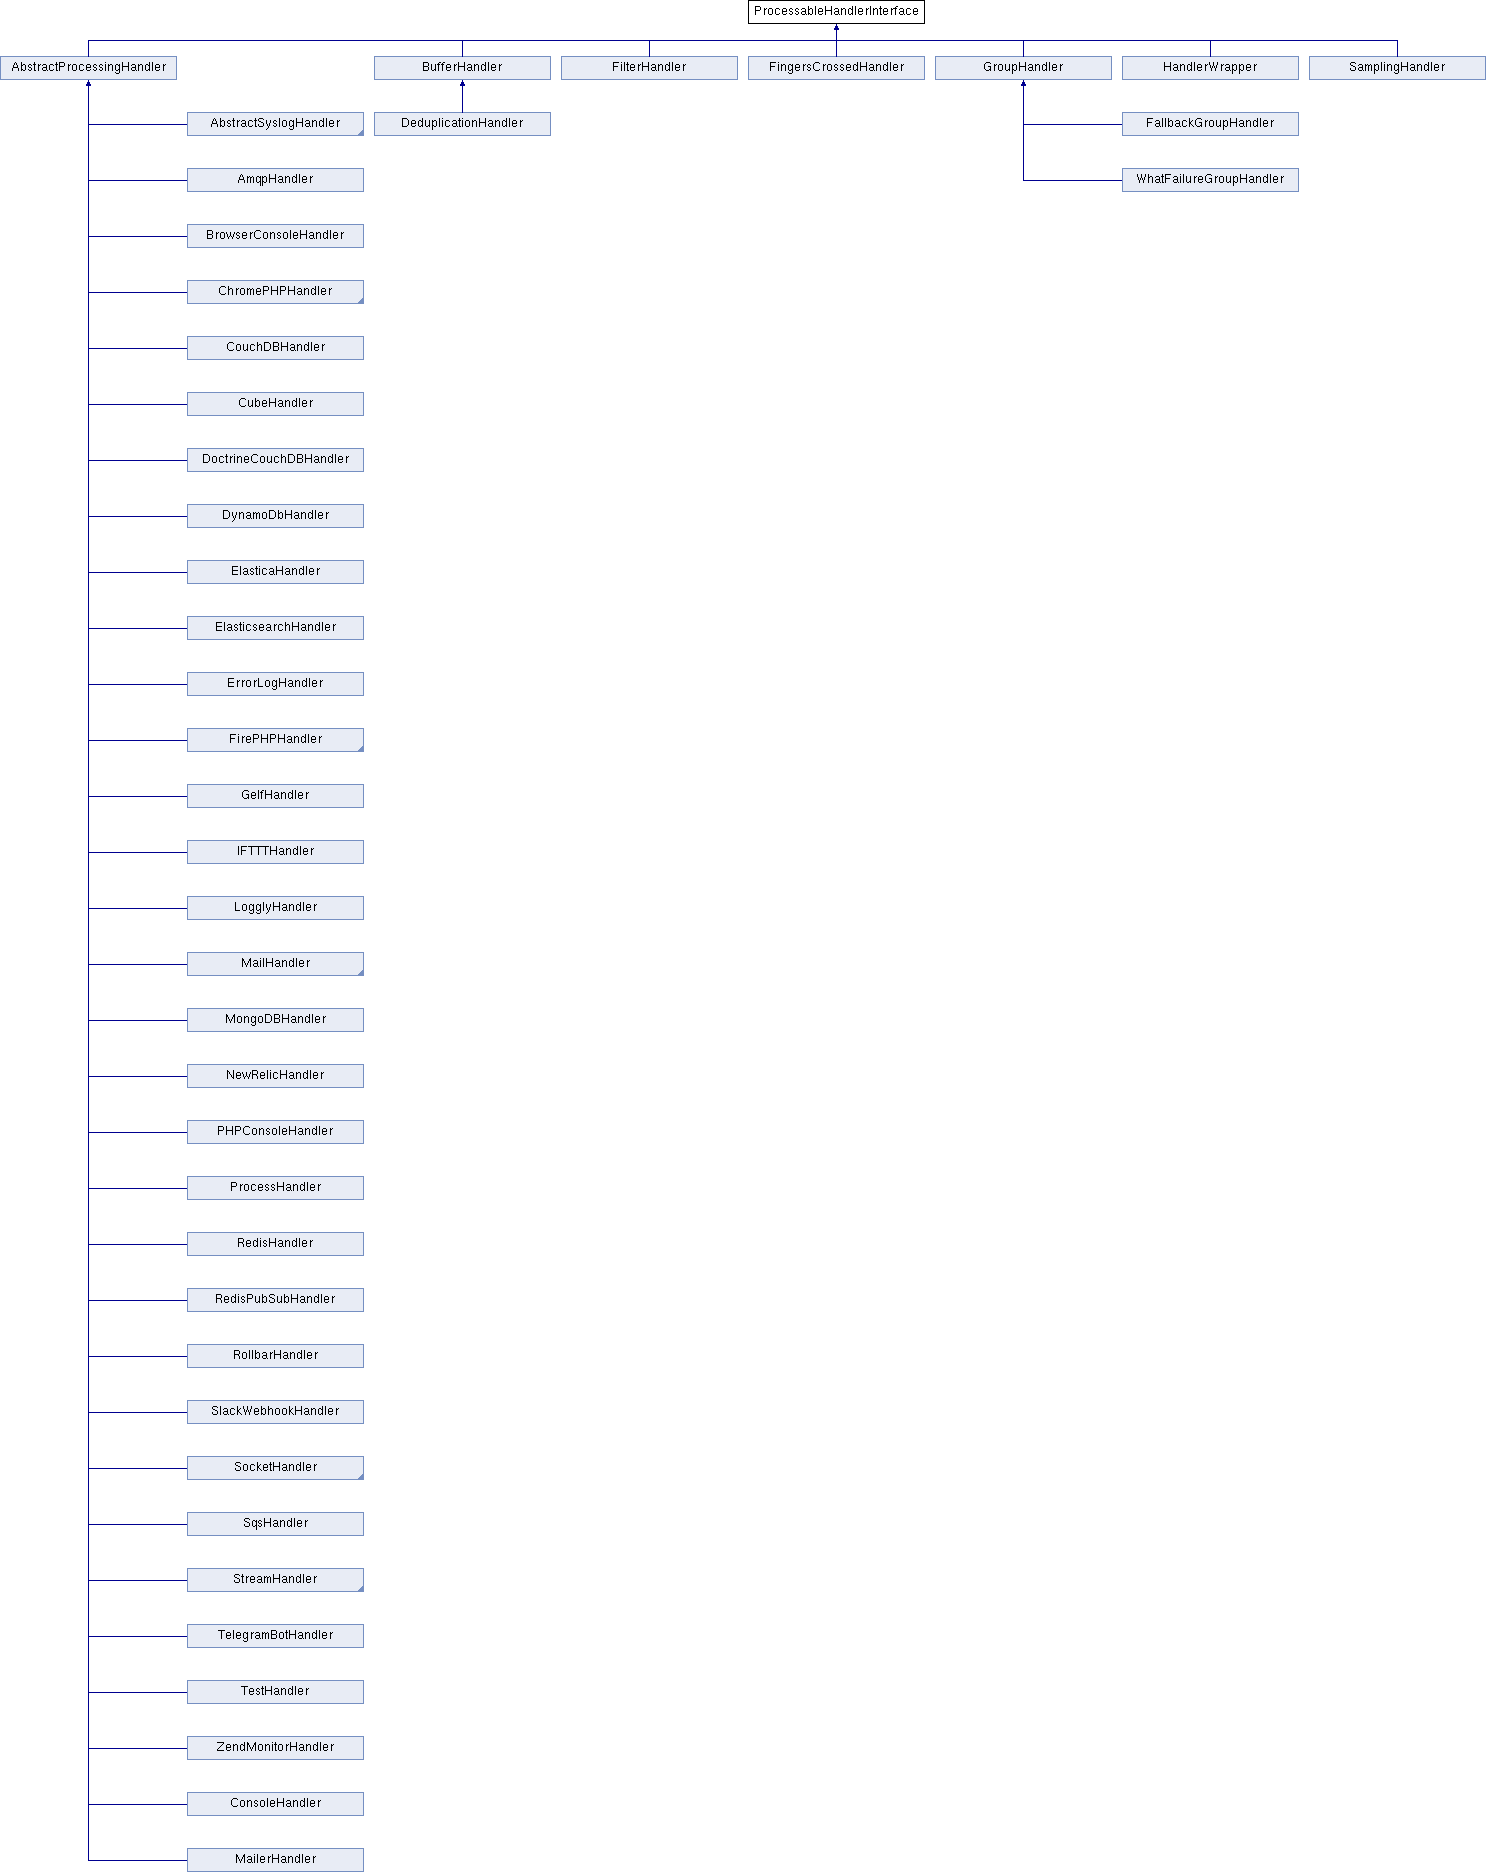 ProcessableHandlerInterface
AbstractProcessingHandler
BufferHandler
FilterHandler
FingersCrossedHandler
GroupHandler
HandlerWrapper
SamplingHandler
AbstractSyslogHandler
DeduplicationHandler
FallbackGroupHandler
AmqpHandler
WhatFailureGroupHandler
BrowserConsoleHandler
ChromePHPHandler
CouchDBHandler
CubeHandler
DoctrineCouchDBHandler
DynamoDbHandler
ElasticaHandler
ElasticsearchHandler
ErrorLogHandler
FirePHPHandler
GelfHandler
IFTTTHandler
LogglyHandler
MailHandler
MongoDBHandler
NewRelicHandler
PHPConsoleHandler
ProcessHandler
RedisHandler
RedisPubSubHandler
RollbarHandler
SlackWebhookHandler
SocketHandler
SqsHandler
StreamHandler
TelegramBotHandler
TestHandler
ZendMonitorHandler
ConsoleHandler
MailerHandler